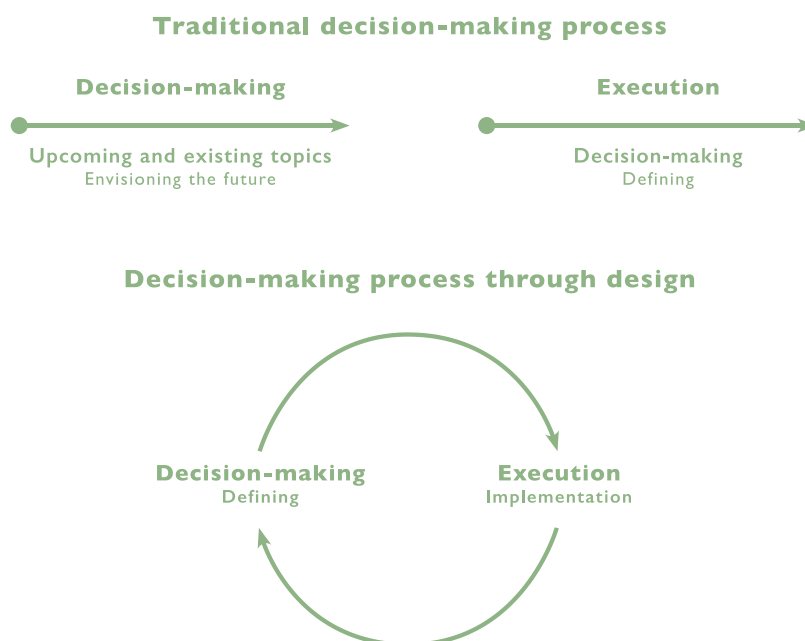 Traditional decision-making process
Decision-making
Execution
Upcoming and existing topics
Envisioning the future
Decision-making
Defining
Decision-making process through design
Decision-making
Defining
Execution
Implementation